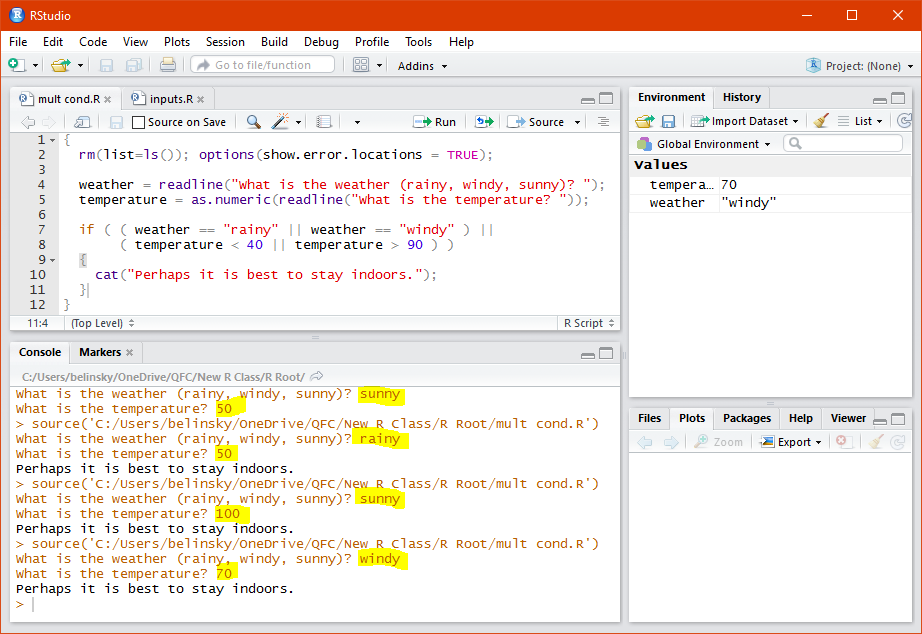 RStudio
File Edit Code View Plots Session Build Debug Profile Tools Help
Go to file/function Addins Project: (None)
mult cond.R inputs.R
Source on Save Run Source
1 {
2 rm(list=ls()); options(show.error.locations = TRUE);
3
4 weather = readline("What is the weather (rainy, windy, sunny)? ");
5 temperature = as.numeric(readline("What is the temperature? "));
6
7 if ( ( weather == "rainy" || weather == "windy" ) ||
8 ( temperature < 40 || temperature > 90 ) )
9 {
10 cat("Perhaps it is best to stay indoors.");
11 }
12 }
11:4 (Top Level) R Script
Console Markers
C:/Users/belinsky/OneDrive/QFC/New R Class/R Root/
What is the weather (rainy, windy, sunny)? sunny
What is the temperature? 50
> source('C:/Users/belinsky/OneDrive/QFC/New R Class/R Root/mult cond.R')
What is the weather (rainy, windy, sunny)? rainy
What is the temperature? 50
Perhaps it is best to stay indoors.
> source('C:/Users/belinsky/OneDrive/QFC/New R Class/R Root/mult cond.R')
What is the weather (rainy, windy, sunny)? sunny
What is the temperature? 100
Perhaps it is best to stay indoors.
> source('C:/Users/belinsky/OneDrive/QFC/New R Class/R Root/mult cond.R')
What is the weather (rainy, windy, sunny)? windy
What is the temperature? 70
Perhaps it is best to stay indoors.
>
Environment History
Import Dataset List
Global Environment
Values
tempera… 70
weather "windy"
Files Plots Packages Help Viewer
Zoom Export